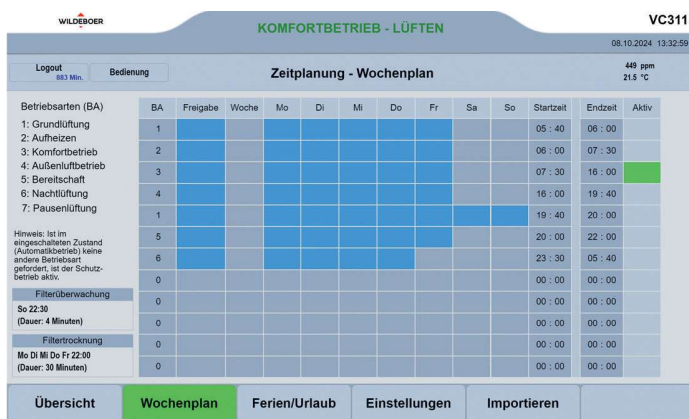 WILDEBOER
KOMFORTBETRIEB - LÜFTEN
VC311
08.10.2024 13:32:59
Logout
883 Min.
Bedienung
Zeitplanung - Wochenplan
449 ppm
21.5 °C
Betriebsarten (BA)
1: Grundlüftung
2: Aufheizen
3: Komfortbetrieb
4: Außenluftbetrieb
5: Bereitschaft
6: Nachtlüftung
7: Pausenlüftung
Hinweis: Ist im
eingeschalteten Zustand
(Automatikbetrieb) keine
andere Betriebsart
gefordert, ist der Schutz-
betrieb aktiv.
Filterüberwachung
So 22:30
(Dauer: 4 Minuten)
Filtertrocknung
Mo Di Mi Do Fr 22:00
(Dauer: 30 Minuten)
BA Freigabe Woche Mo Di Mi Do Fr Sa So Startzeit Endzeit Aktiv
1 05 : 40 06 : 00
2 06 : 00 07 : 30
3 07 : 30 16 : 00
4 16 : 00 19 : 40
1 19 : 40 20 : 00
5 20 : 00 22 : 00
6 23 : 30 05 : 40
0 00 : 00 00 : 00
0 00 : 00 00 : 00
0 00 : 00 00 : 00
0 00 : 00 00 : 00
0 00 : 00 00 : 00
Übersicht Wochenplan Ferien/Urlaub Einstellungen Importieren